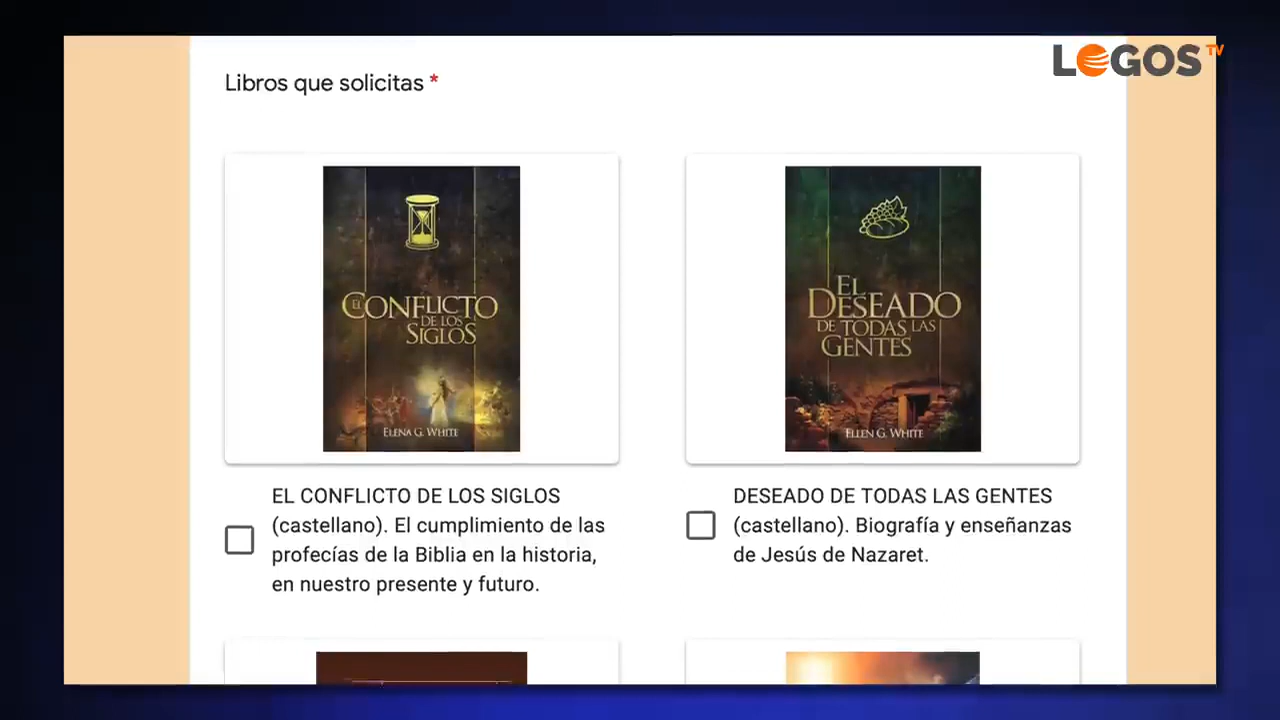 LOGOS TV
Libros que solicitas *
EL
CONFLICTO
DE LOS
SIGLOS
ELENA G. WHITE
EL
DESEADO
DE TODAS LAS
GENTES
ELLEN G. WHITE
EL CONFLICTO DE LOS SIGLOS
(castellano). El cumplimiento de las
profecías de la Biblia en la historia,
en nuestro presente y futuro.
DESEADO DE TODAS LAS GENTES
(castellano). Biografía y enseñanzas
de Jesús de Nazaret.